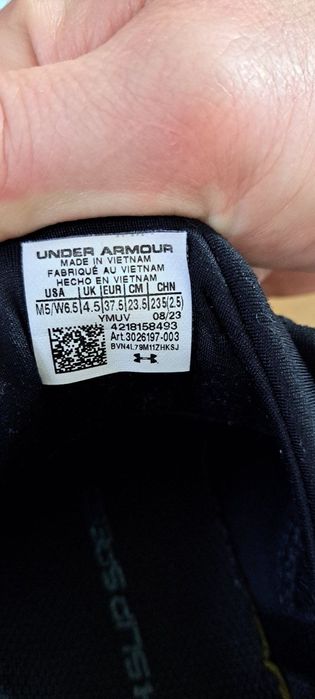 UNDER ARMOUR
MADE IN VIETNAM
FABRIQUÉ AU VIETNAM
HECHO EN VIETNAM
USA UK EUR CM CHN
M5/W6.5 4.5 37.5 23.5 235(2.5)
YMUV 08/23
4218158493
Art.3026197-003
BVN4L79M11ZHKSJ